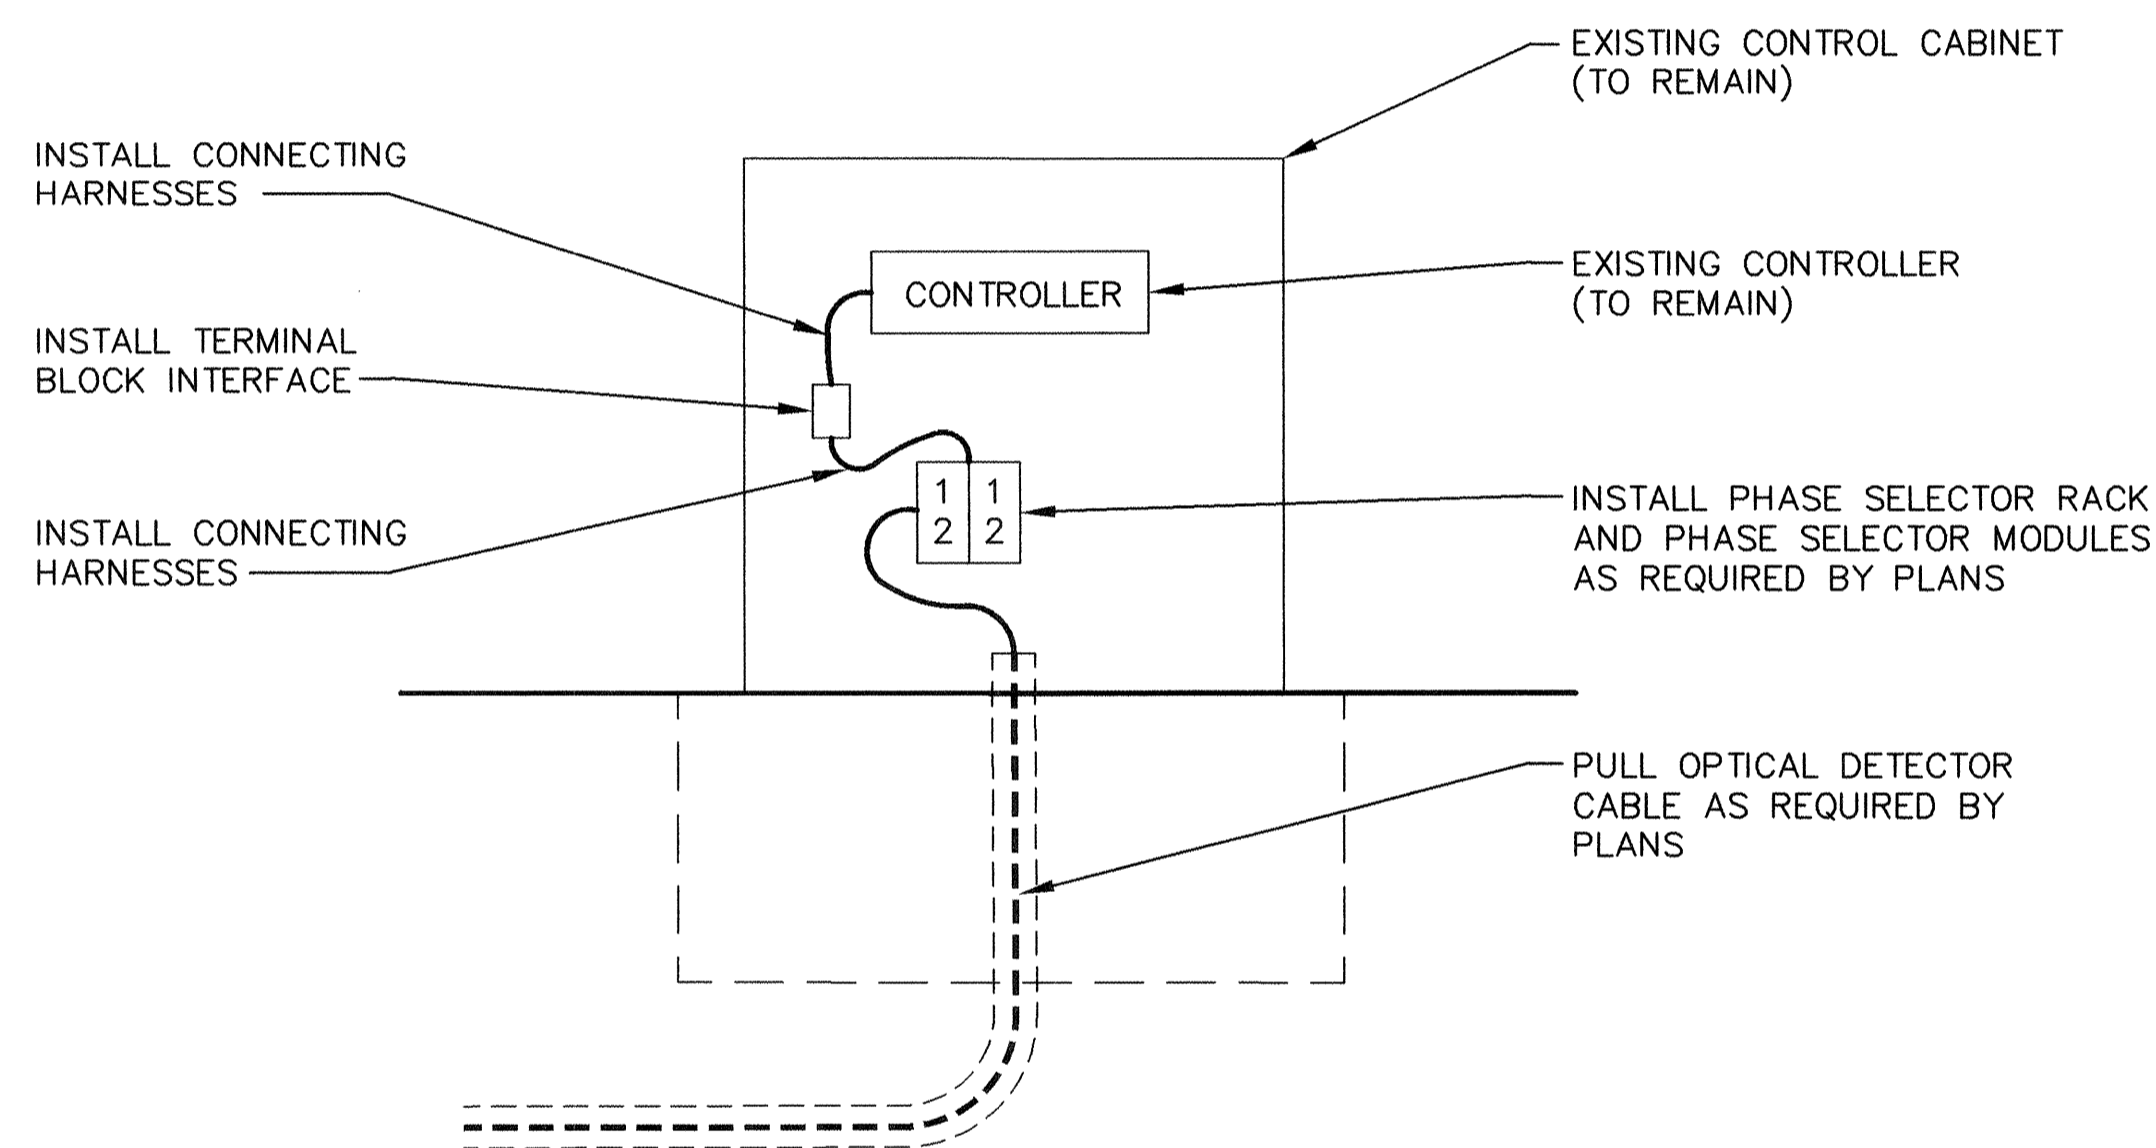 EXISTING CONTROL CABINET
(TO REMAIN)
INSTALL CONNECTING
HARNESSES
CONTROLLER
EXISTING CONTROLLER
(TO REMAIN)
INSTALL TERMINAL
BLOCK INTERFACE
1 1
2 2
INSTALL PHASE SELECTOR RACK
AND PHASE SELECTOR MODULES
AS REQUIRED BY PLANS
INSTALL CONNECTING
HARNESSES
PULL OPTICAL DETECTOR
CABLE AS REQUIRED BY
PLANS